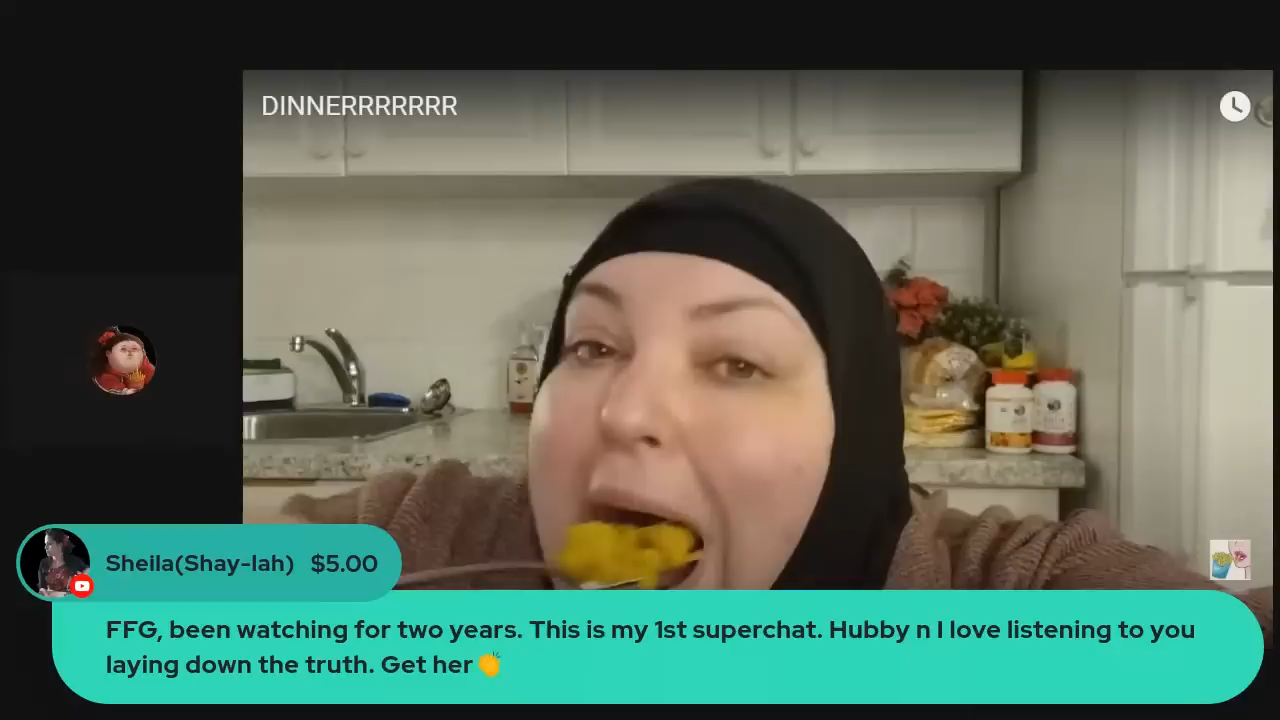 DINNERRRRRRR
Sheila(Shay-lah) $5.00
FFG, been watching for two years. This is my 1st superchat. Hubby n I love listening to you
laying down the truth. Get her 👏